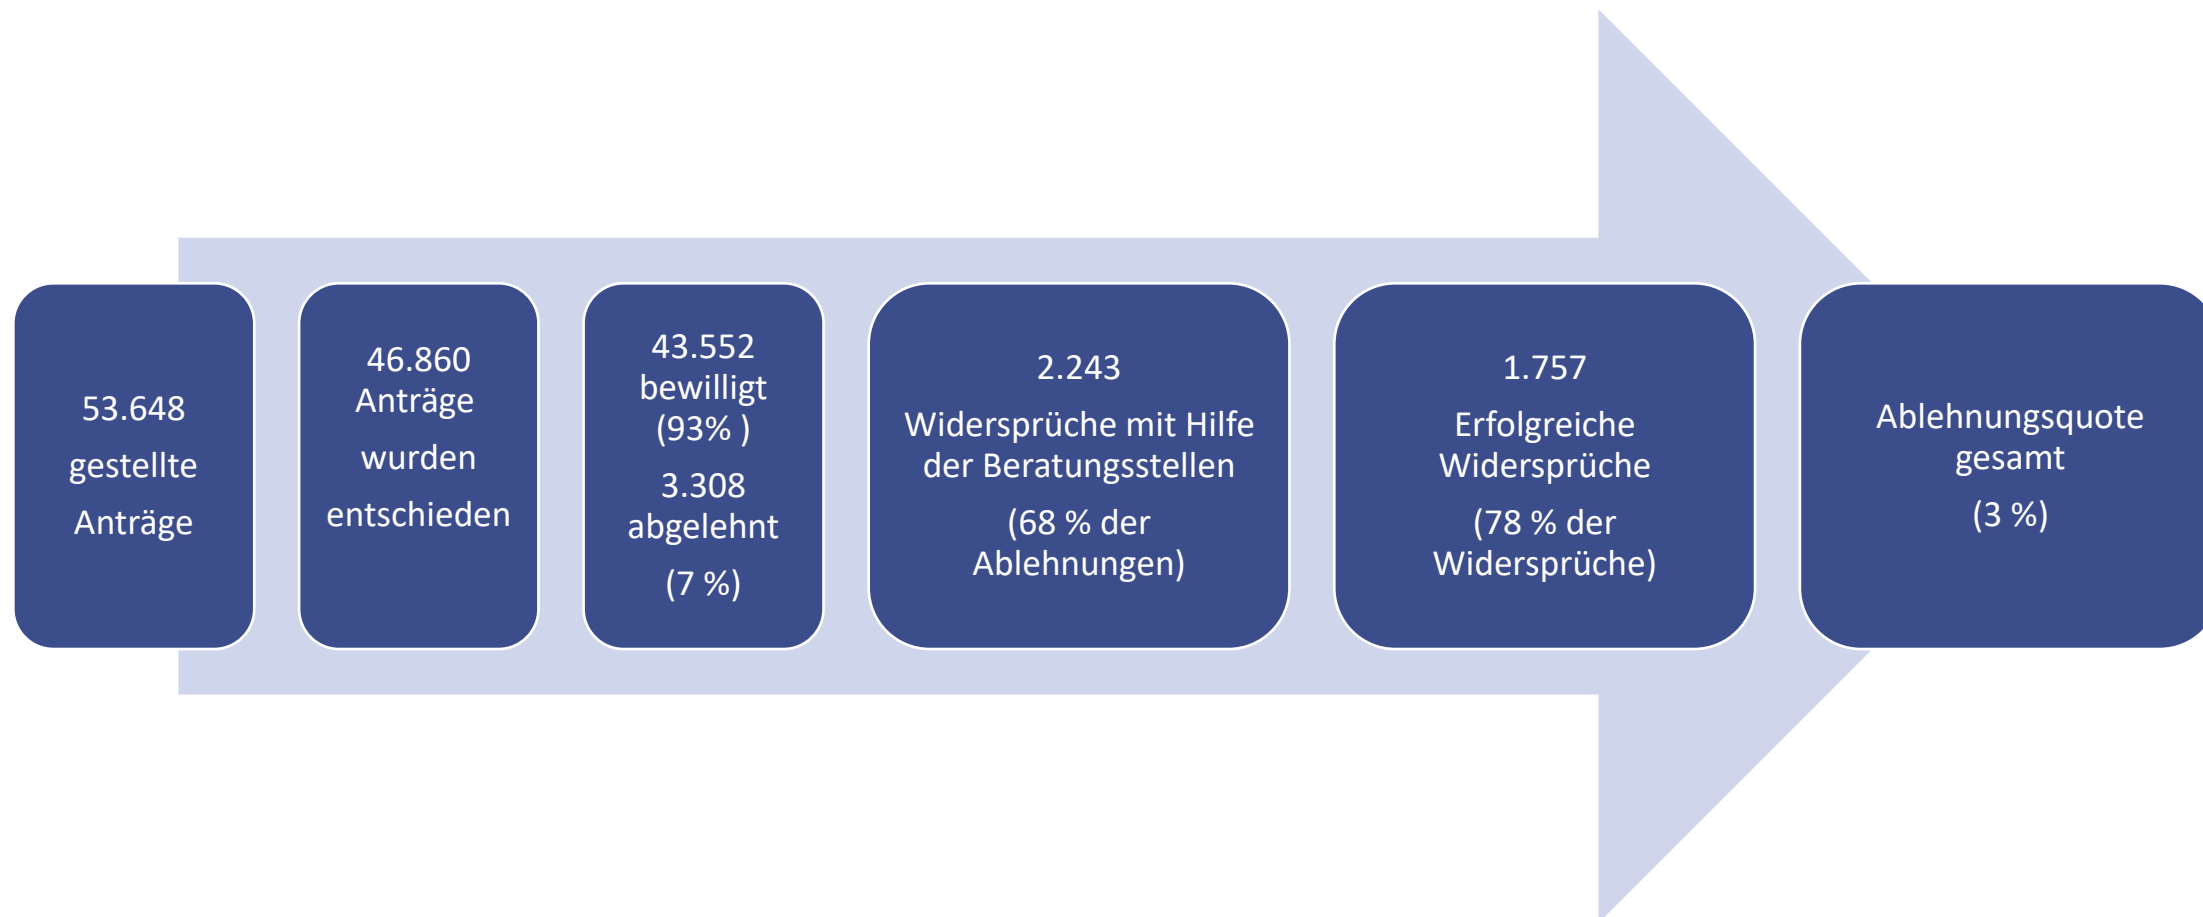 53.648
gestellte
Anträge
46.860
Anträge
wurden
entschieden
43.552
bewilligt
(93% )
3.308
abgelehnt
(7 %)
2.243
Widersprüche mit Hilfe
der Beratungsstellen
(68 % der
Ablehnungen)
1.757
Erfolgreiche
Widersprüche
(78 % der
Widersprüche)
Ablehnungsquote
gesamt
(3 %)